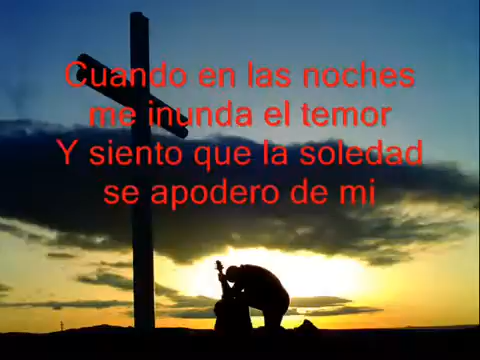 Cuando en las noches
me inunda el temor
Y siento que la soledad
se apodero de mi